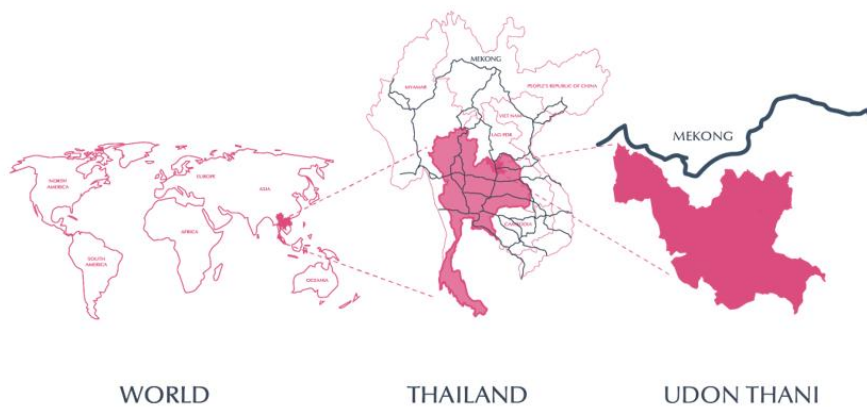 NORTH
AMERICA
SOUTH
AMERICA
EUROPE
AFRICA
ASIA
OCEANIA
WORLD
MEKONG
MYANMAR
PEOPLE'S REPUBLIC OF CHINA
VIET NAM
LAO PDR
CAMBODIA
THAILAND
MEKONG
UDON THANI